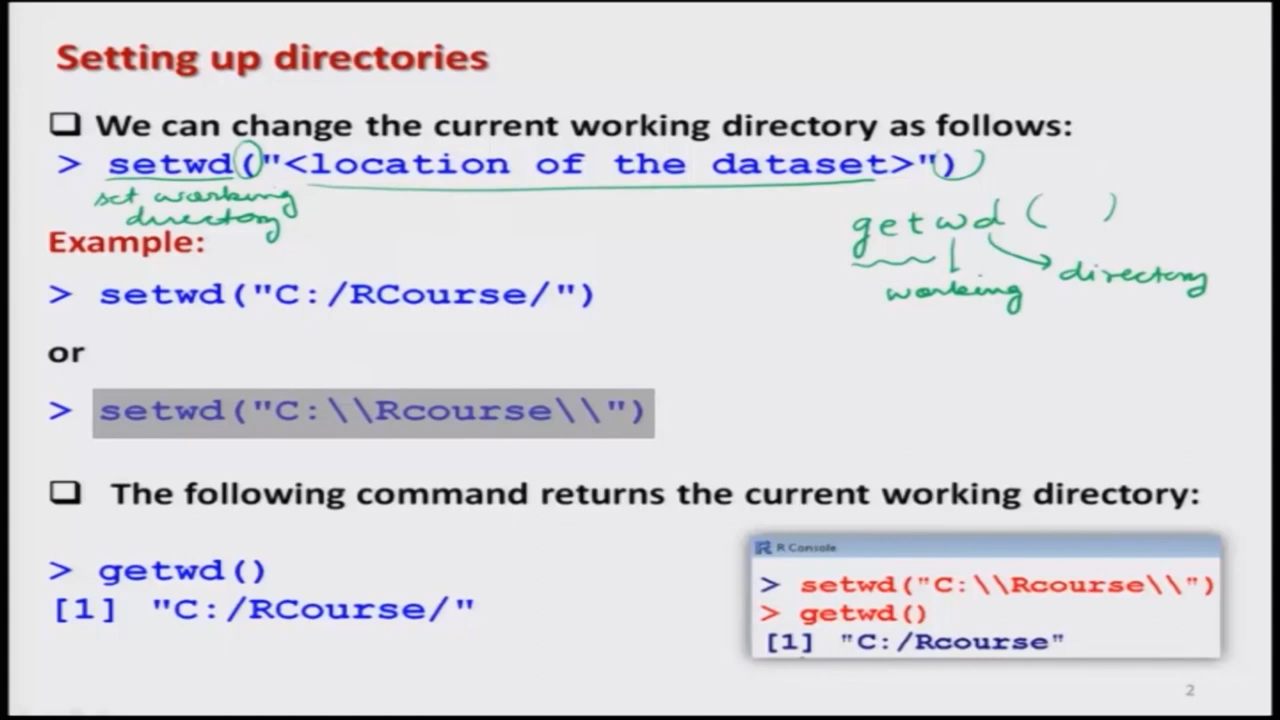 Setting up directories
❑ We can change the current working directory as follows:
> setwd("<location of the dataset>")
set working
directory
getwd ( )
working
directory
Example:
> setwd("C:/RCourse/")
or
> setwd("C:\\Rcourse\\")
❑ The following command returns the current working directory:
> getwd()
[1] "C:/RCourse/"
R Console
> setwd("C:\\Rcourse\\")
> getwd()
[1] "C:/Rcourse"
2